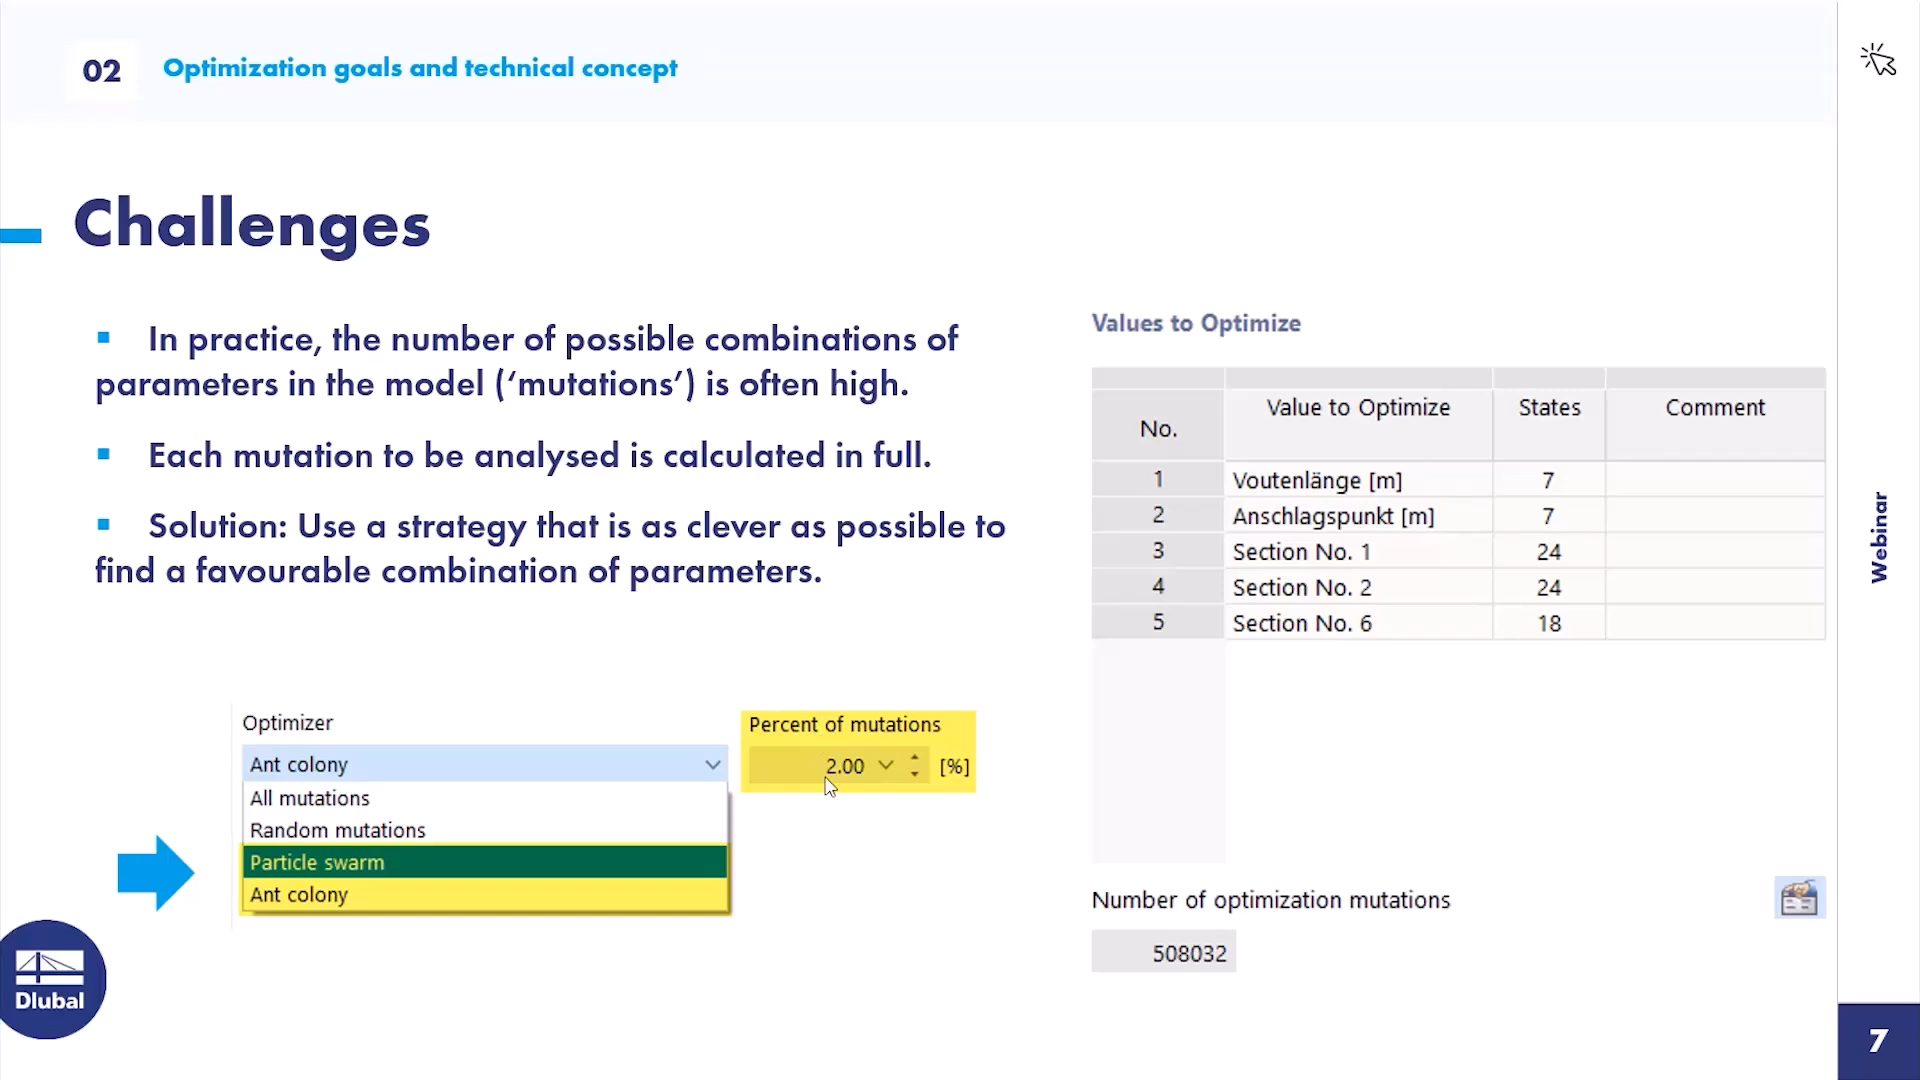 02 Optimization goals and technical concept
Challenges
In practice, the number of possible combinations of
parameters in the model (‘mutations’) is often high.
Each mutation to be analysed is calculated in full.
Solution: Use a strategy that is as clever as possible to
find a favourable combination of parameters.
Optimizer
Ant colony
All mutations
Random mutations
Particle swarm
Ant colony
Percent of mutations
2.00 [%]
Values to Optimize
No. Value to Optimize States Comment
1 Voutenlänge [m] 7
2 Anschlagspunkt [m] 7
3 Section No. 1 24
4 Section No. 2 24
5 Section No. 6 18
Number of optimization mutations
508032
Dlubal
Webinar
7